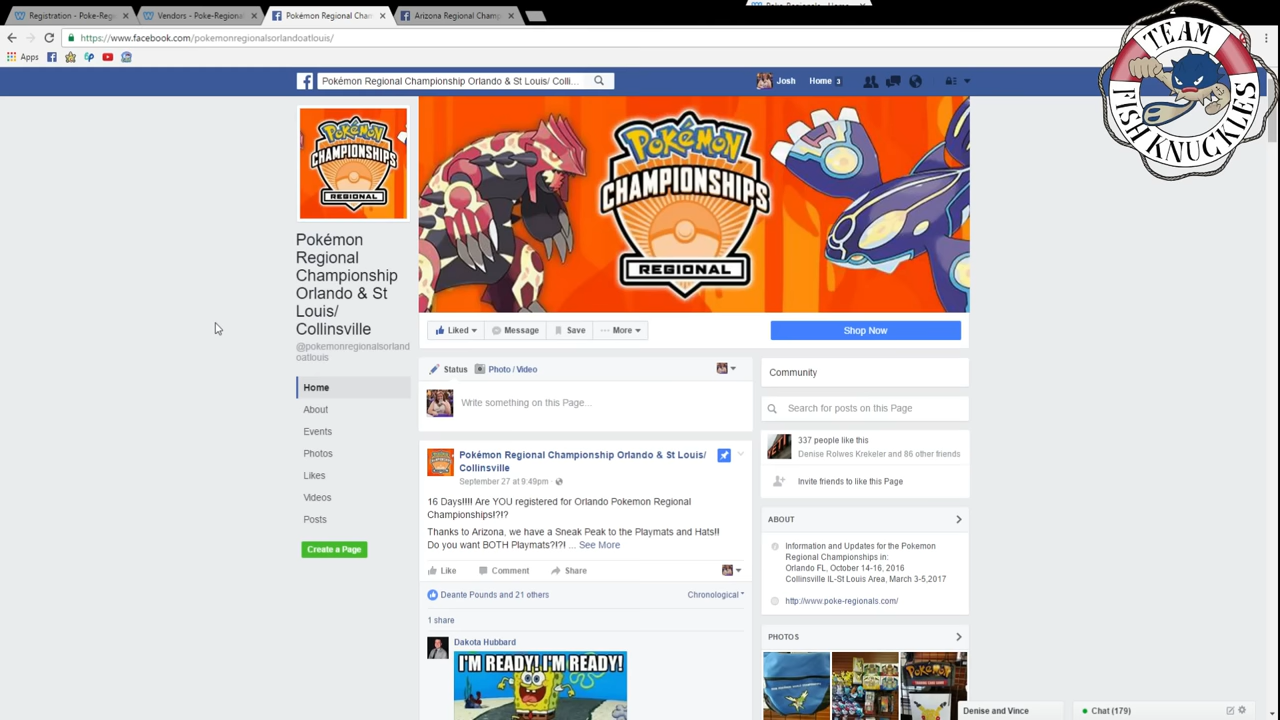 Registration - Poke-Reg
Vendors - Poke-Regional
Pokémon Regional Cham
Arizona Regional Champ
https://www.facebook.com/pokemonregionalsorlandoatlouis/
Apps
Pokémon Regional Championship Orlando & St Louis/ Colli...
Josh
Home 3
TEAM
FISH KNUCKLES
Pokémon
CHAMPIONSHIPS
REGIONAL
Pokémon
CHAMPIONSHIPS
REGIONAL
Pokémon
Regional
Championship
Orlando & St
Louis/
Collinsville
@pokemonregionalsorland
oatlouis
Home
About
Events
Photos
Likes
Videos
Posts
Create a Page
Liked
Message
Save
More
Shop Now
Status
Photo / Video
Write something on this Page...
Pokémon Regional Championship Orlando & St Louis/
Collinsville
September 27 at 9:49pm
16 Days!!!! Are YOU registered for Orlando Pokemon Regional
Championships!?!?
Thanks to Arizona, we have a Sneak Peak to the Playmats and Hats!!
Do you want BOTH Playmats?!?! ... See More
Like
Comment
Share
Deante Pounds and 21 others
Chronological
1 share
Dakota Hubbard
I'M READY! I'M READY!
Community
Search for posts on this Page
337 people like this
Denise Rolwes Krekeler and 86 other friends
Invite friends to like this Page
ABOUT
Information and Updates for the Pokemon
Regional Championships in:
Orlando FL, October 14-16, 2016
Collinsville IL-St Louis Area, March 3-5,2017
http://www.poke-regionals.com/
PHOTOS
Pokémon
Denise and Vince
Chat (179)